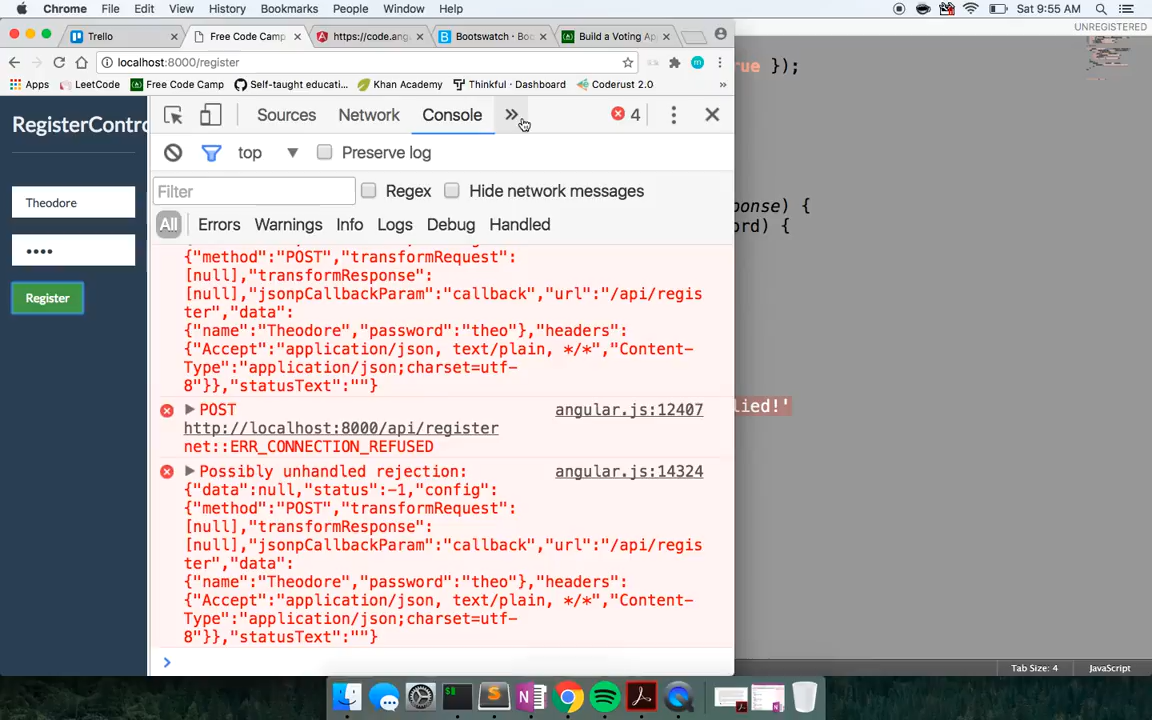 Chrome File Edit View History Bookmarks People Window Help Sat 9:55 AM
UNREGISTERED
Trello Free Code Camp https://code.ang Bootswatch · Boo Build a Voting Ap
localhost:8000/register
Apps LeetCode Free Code Camp Self-taught educati... Khan Academy Thinkful · Dashboard Coderust 2.0 »
rue });
RegisterContro
Sources Network Console » 4
top Preserve log
Theodore
Filter Regex Hide network messages
onse) {
All Errors Warnings Info Logs Debug Handled
ord) {
{"method":"POST","transformRequest":
[null],"transformResponse":
[null],"jsonpCallbackParam":"callback","url":"/api/regis
Register
ter","data":
{"name":"Theodore","password":"theo"},"headers":
{"Accept":"application/json, text/plain, */*","Content-
Type":"application/json;charset=utf-
8"}},"statusText":""}
lied!'
POST angular.js:12407
http://localhost:8000/api/register
net::ERR_CONNECTION_REFUSED
Possibly unhandled rejection: angular.js:14324
{"data":null,"status":-1,"config":
{"method":"POST","transformRequest":
[null],"transformResponse":
[null],"jsonpCallbackParam":"callback","url":"/api/regis
ter","data":
{"name":"Theodore","password":"theo"},"headers":
{"Accept":"application/json, text/plain, */*","Content-
Type":"application/json;charset=utf-
8"}},"statusText":""}
Tab Size: 4 JavaScript